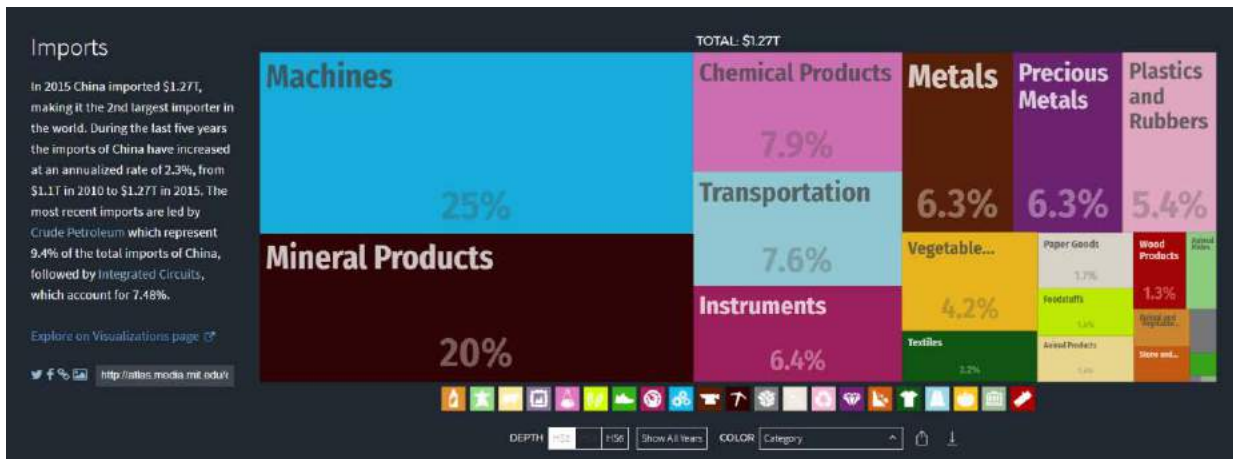 Imports
In 2015 China imported $1.27T,
making it the 2nd largest importer in
the world. During the last five years
the imports of China have increased
at an annualized rate of 2.3%, from
$1.1T in 2010 to $1.27T in 2015. The
most recent imports are led by
Crude Petroleum which represent
9.4% of the total imports of China,
followed by Integrated Circuits,
which account for 7.48%.
Explore on Visualizations page
TOTAL: $1.27T
Machines
25%
Mineral Products
20%
Chemical Products
7.9%
Transportation
7.6%
Instruments
6.4%
Metals
6.3%
Precious
Metals
6.3%
Plastics
and
Rubbers
5.4%
Vegetable...
4.2%
Textiles
Paper Goods
Foodstuffs
Animal Products
Wood
Products
1.3%
Stone and...
DEPTH
HS6
Show All Years
COLOR
Category